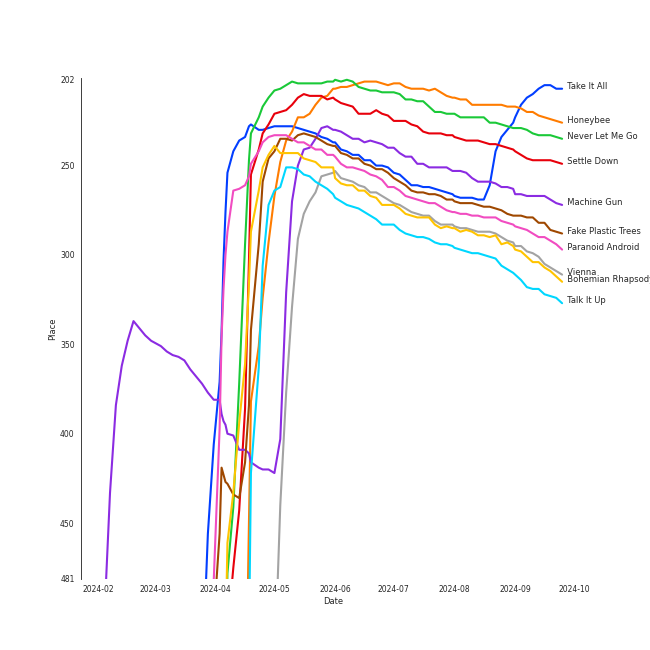 202
250
300
350
400
450
481
Place
2024-02
2024-03
2024-04
2024-05
2024-06
2024-07
2024-08
2024-09
2024-10
Date
Take It All
Honeybee
Never Let Me Go
Settle Down
Machine Gun
Fake Plastic Trees
Paranoid Android
Vienna
Bohemian Rhapsod
Talk It Up